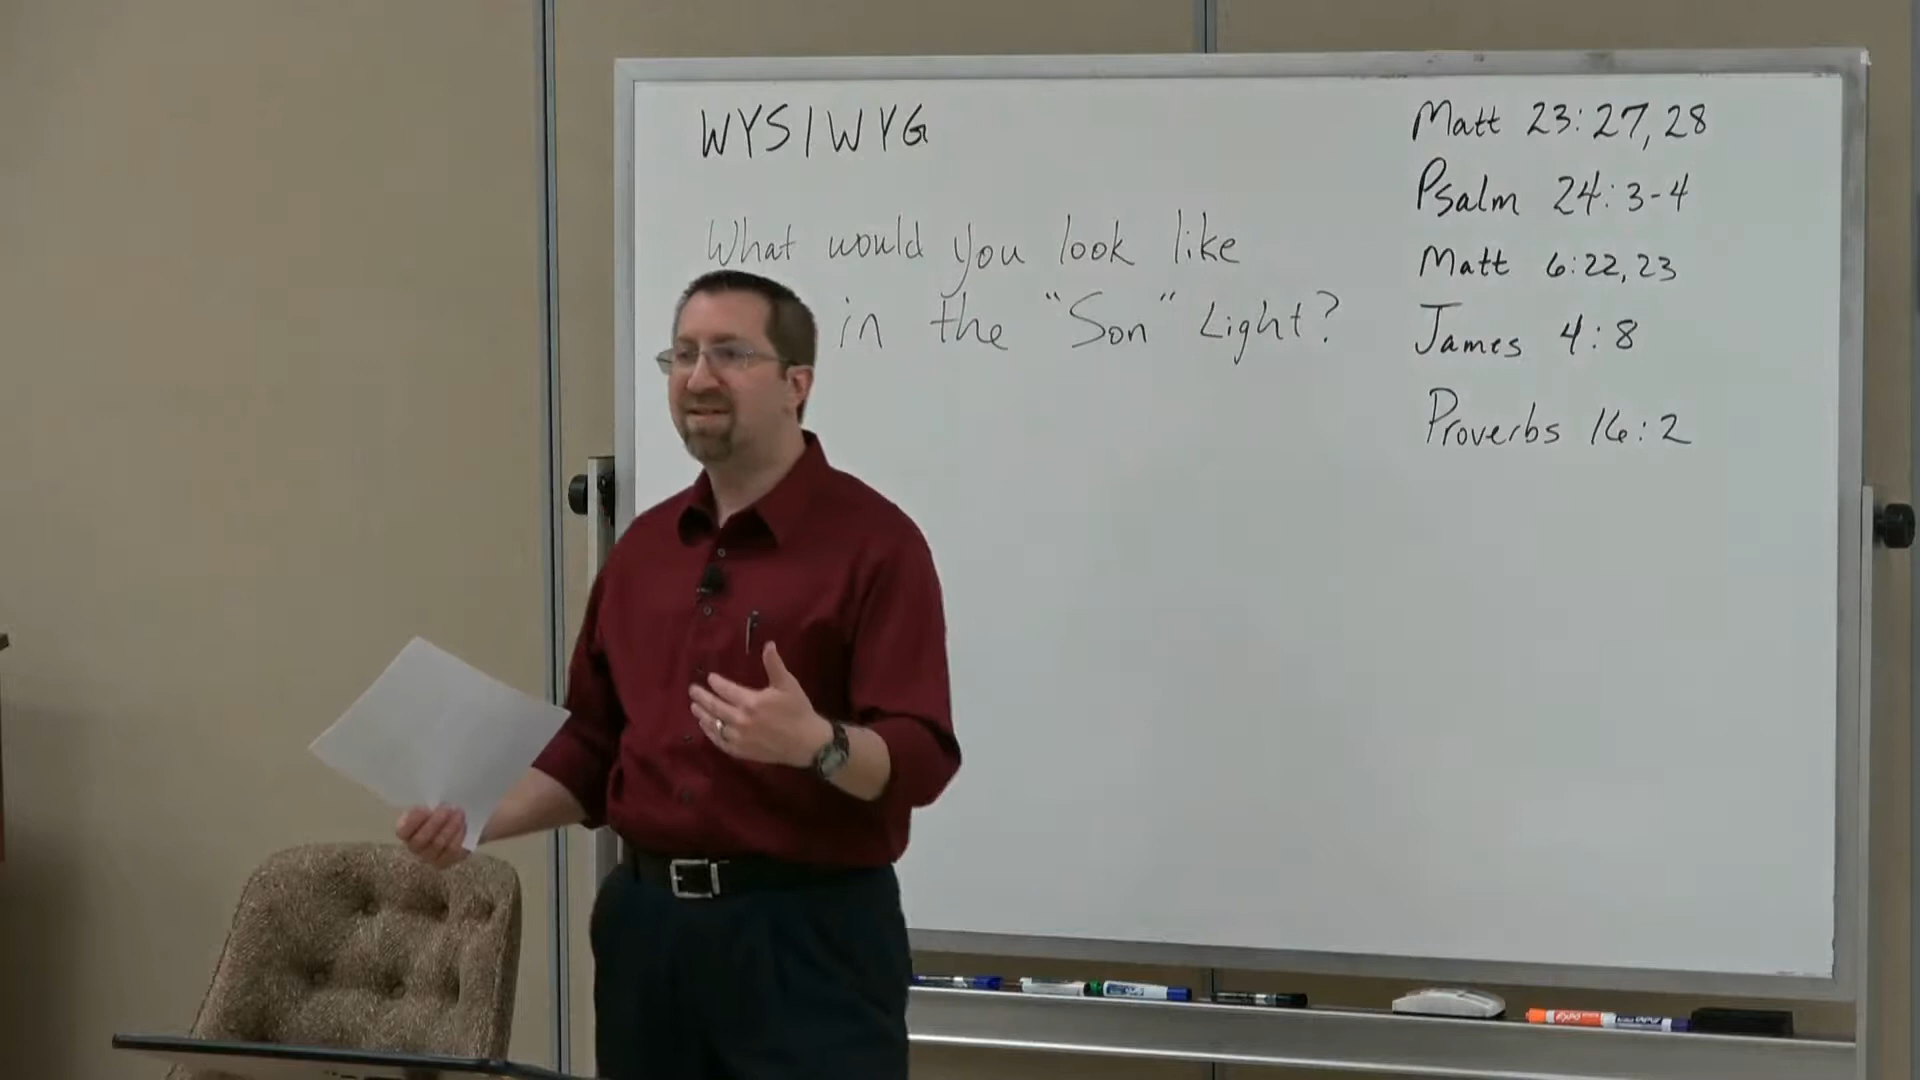 WYSIWYG
What would you look like
in the "Son" Light?
Matt 23:27,28
Psalm 24:3-4
Matt 6:22,23
James 4:8
Proverbs 16:2
Expo